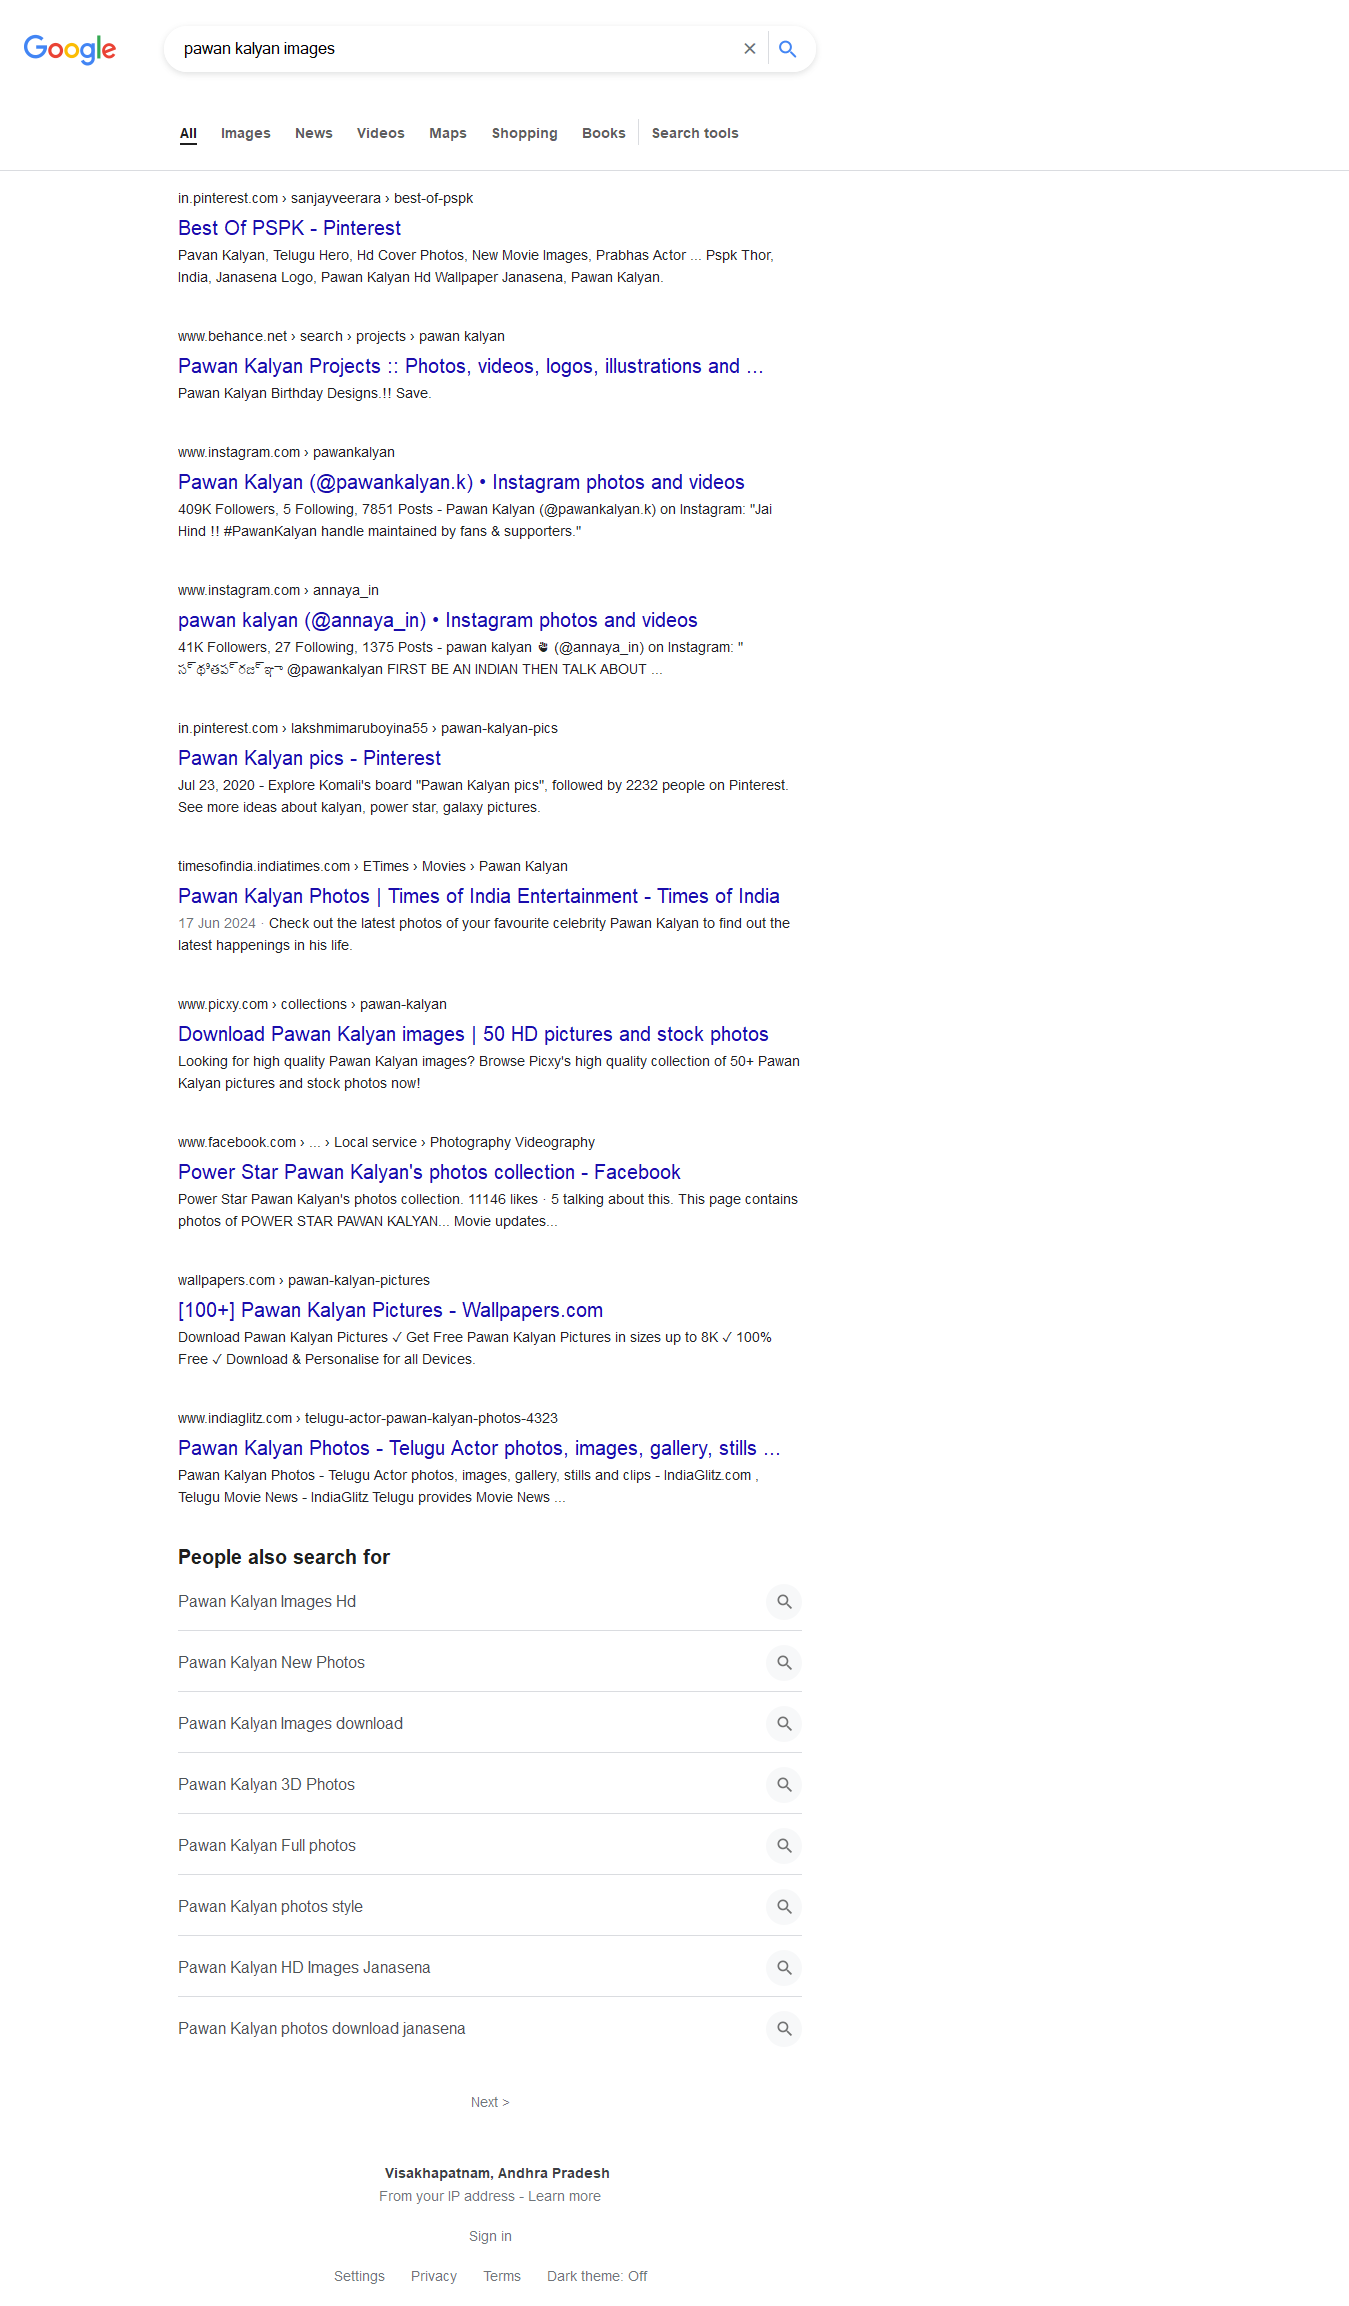 Google
pawan kalyan images
All Images News Videos Maps Shopping Books Search tools
in.pinterest.com › sanjayveerara › best-of-pspk
Best Of PSPK - Pinterest
Pavan Kalyan, Telugu Hero, Hd Cover Photos, New Movie Images, Prabhas Actor ... Pspk Thor,
India, Janasena Logo, Pawan Kalyan Hd Wallpaper Janasena, Pawan Kalyan.
www.behance.net › search › projects › pawan kalyan
Pawan Kalyan Projects :: Photos, videos, logos, illustrations and ...
Pawan Kalyan Birthday Designs.!! Save.
www.instagram.com › pawankalyan
Pawan Kalyan (@pawankalyan.k) • Instagram photos and videos
409K Followers, 5 Following, 7851 Posts - Pawan Kalyan (@pawankalyan.k) on Instagram: "Jai
Hind !! #PawanKalyan handle maintained by fans & supporters."
www.instagram.com › annaya_in
pawan kalyan (@annaya_in) • Instagram photos and videos
41K Followers, 27 Following, 1375 Posts - pawan kalyan (@annaya_in) on Instagram: "
స్థితప్రజ్ఞా @pawankalyan FIRST BE AN INDIAN THEN TALK ABOUT ...
in.pinterest.com › lakshmimaruboyina55 › pawan-kalyan-pics
Pawan Kalyan pics - Pinterest
Jul 23, 2020 - Explore Komali's board "Pawan Kalyan pics", followed by 2232 people on Pinterest.
See more ideas about kalyan, power star, galaxy pictures.
timesofindia.indiatimes.com › ETimes › Movies › Pawan Kalyan
Pawan Kalyan Photos | Times of India Entertainment - Times of India
17 Jun 2024 · Check out the latest photos of your favourite celebrity Pawan Kalyan to find out the
latest happenings in his life.
www.picxy.com › collections › pawan-kalyan
Download Pawan Kalyan images | 50 HD pictures and stock photos
Looking for high quality Pawan Kalyan images? Browse Picxy's high quality collection of 50+ Pawan
Kalyan pictures and stock photos now!
www.facebook.com › ... › Local service › Photography Videography
Power Star Pawan Kalyan's photos collection - Facebook
Power Star Pawan Kalyan's photos collection. 11146 likes · 5 talking about this. This page contains
photos of POWER STAR PAWAN KALYAN... Movie updates...
wallpapers.com › pawan-kalyan-pictures
[100+] Pawan Kalyan Pictures - Wallpapers.com
Download Pawan Kalyan Pictures ✓ Get Free Pawan Kalyan Pictures in sizes up to 8K ✓ 100%
Free ✓ Download & Personalise for all Devices.
www.indiaglitz.com › telugu-actor-pawan-kalyan-photos-4323
Pawan Kalyan Photos - Telugu Actor photos, images, gallery, stills ...
Pawan Kalyan Photos - Telugu Actor photos, images, gallery, stills and clips - IndiaGlitz.com ,
Telugu Movie News - IndiaGlitz Telugu provides Movie News ...
People also search for
Pawan Kalyan Images Hd
Pawan Kalyan New Photos
Pawan Kalyan Images download
Pawan Kalyan 3D Photos
Pawan Kalyan Full photos
Pawan Kalyan photos style
Pawan Kalyan HD Images Janasena
Pawan Kalyan photos download janasena
Next >
Visakhapatnam, Andhra Pradesh
From your IP address - Learn more
Sign in
Settings Privacy Terms Dark theme: Off